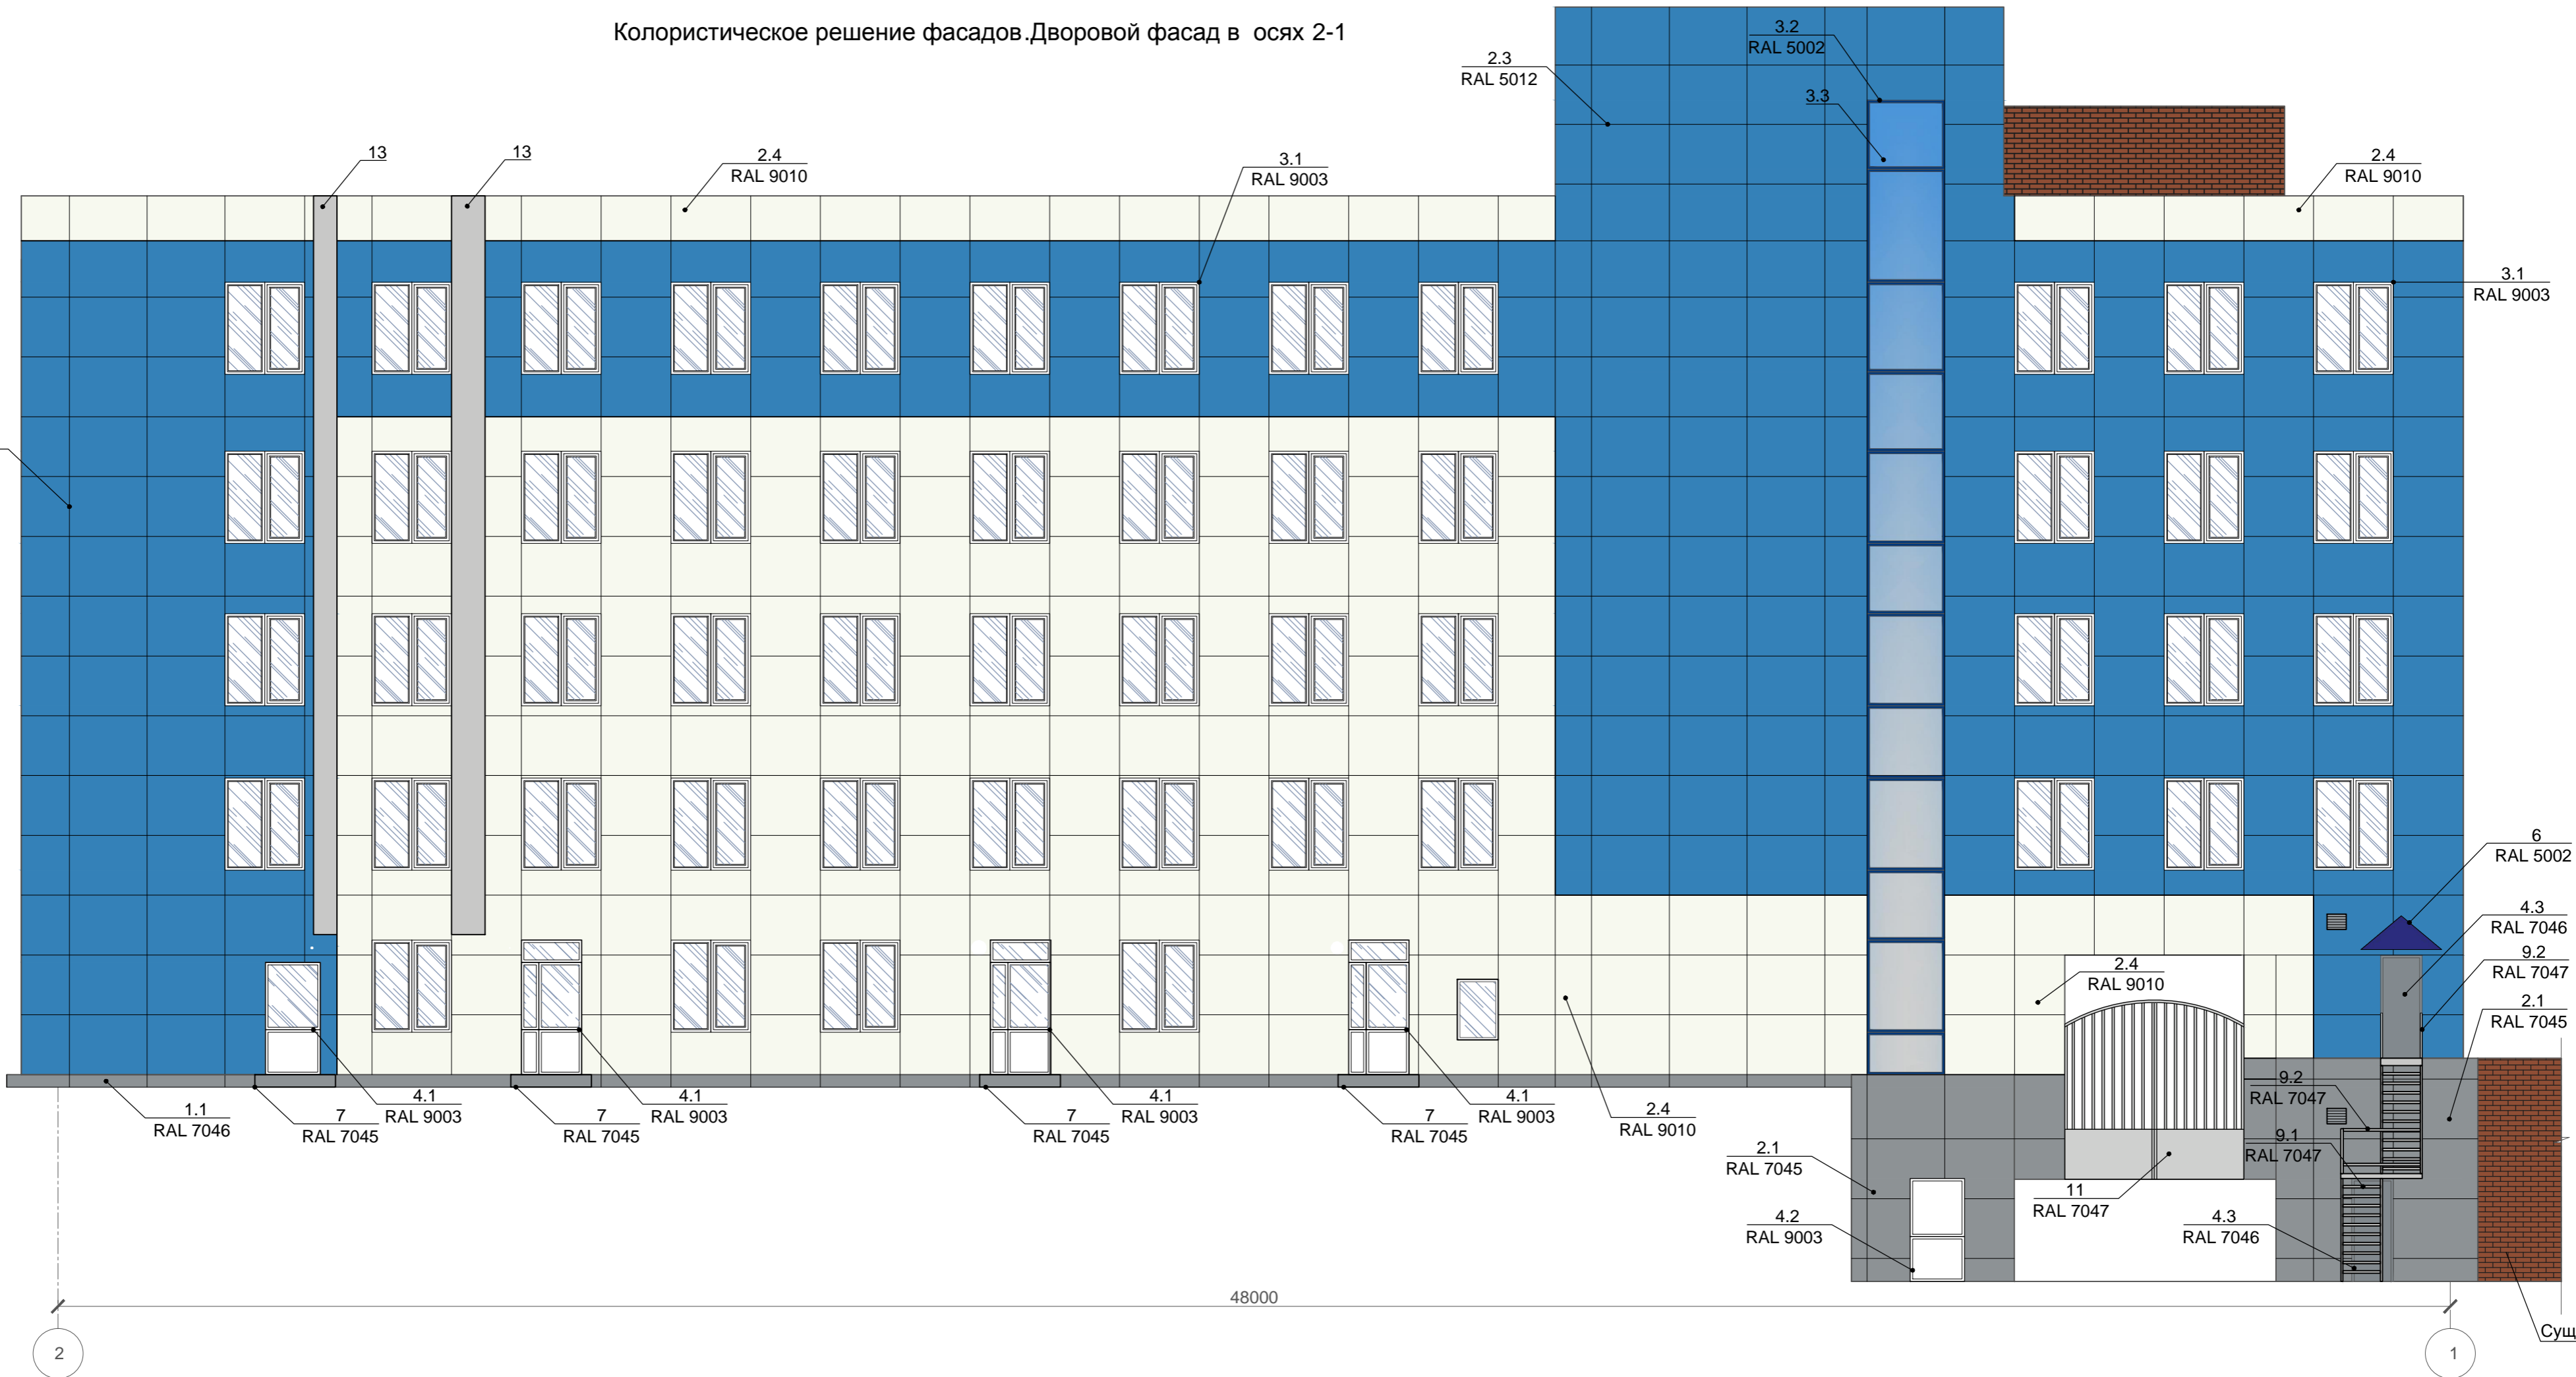 Колористическое решение фасадов.Дворовой фасад в осях 2-1
3.2
RAL 5002
2.3
RAL 5012
3.3
13
13
2.4
RAL 9010
3.1
RAL 9003
2.4
RAL 9010
3.1
RAL 9003
6
RAL 5002
4.3
RAL 7046
9.2
RAL 7047
2.4
RAL 9010
2.1
RAL 7045
1.1
RAL 7046
7
RAL 7045
4.1
RAL 9003
7
RAL 7045
4.1
RAL 9003
7
RAL 7045
4.1
RAL 9003
7
RAL 7045
4.1
RAL 9003
2.4
RAL 9010
9.2
RAL 7047
9.1
RAL 7047
2.1
RAL 7045
11
RAL 7047
4.2
RAL 9003
4.3
RAL 7046
48000
Сущ
2
1